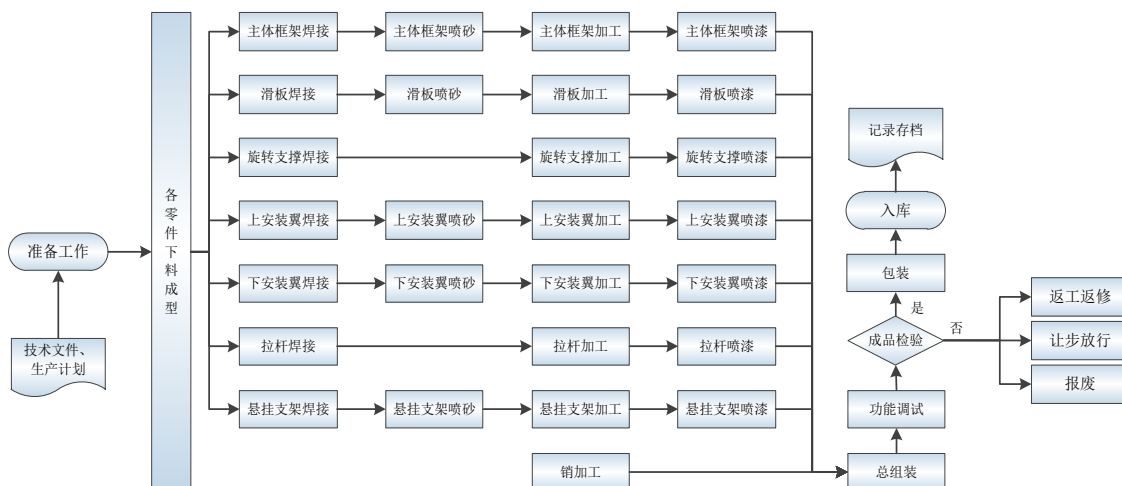 主体框架焊接
主体框架喷砂
主体框架加工
主体框架喷漆
滑板焊接
滑板喷砂
滑板加工
滑板喷漆
旋转支撑焊接
旋转支撑加工
旋转支撑喷漆
上安装翼焊接
上安装翼喷砂
上安装翼加工
上安装翼喷漆
下安装翼焊接
下安装翼喷砂
下安装翼加工
下安装翼喷漆
拉杆焊接
拉杆加工
拉杆喷漆
悬挂支架焊接
悬挂支架喷砂
悬挂支架加工
悬挂支架喷漆
销加工
各
零
件
下
料
成
型
准备工作
技术文件、
生产计划
记录存档
入库
包装
是
成品检验
否
功能调试
总组装
返工返修
让步放行
报废